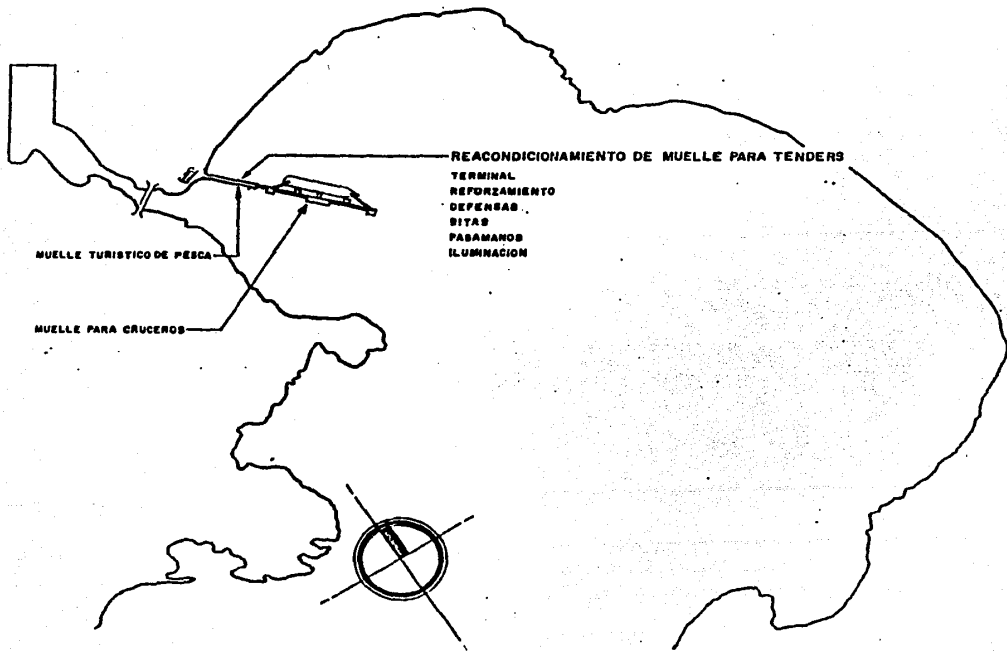 REACONDICIONAMIENTO DE MUELLE PARA TENDERS
TERMINAL
REFORZAMIENTO
DEFENSAS
BITAS
PASAMANOS
ILUMINACION
MUELLE TURISTICO DE PESCA
MUELLE PARA CRUCEROS